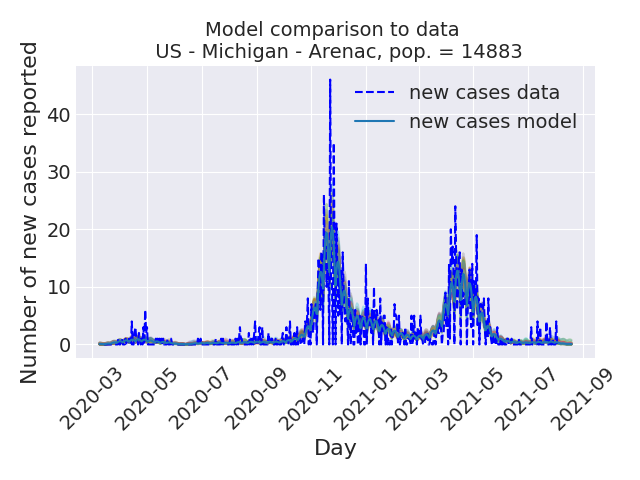 Model comparison to data
US - Michigan - Arenac, pop. = 14883
Number of new cases reported
40
30
20
10
0
new cases data
new cases model
2020-03
2020-05
2020-07
2020-09
2020-11
2021-01
2021-03
2021-05
2021-07
2021-09
Day